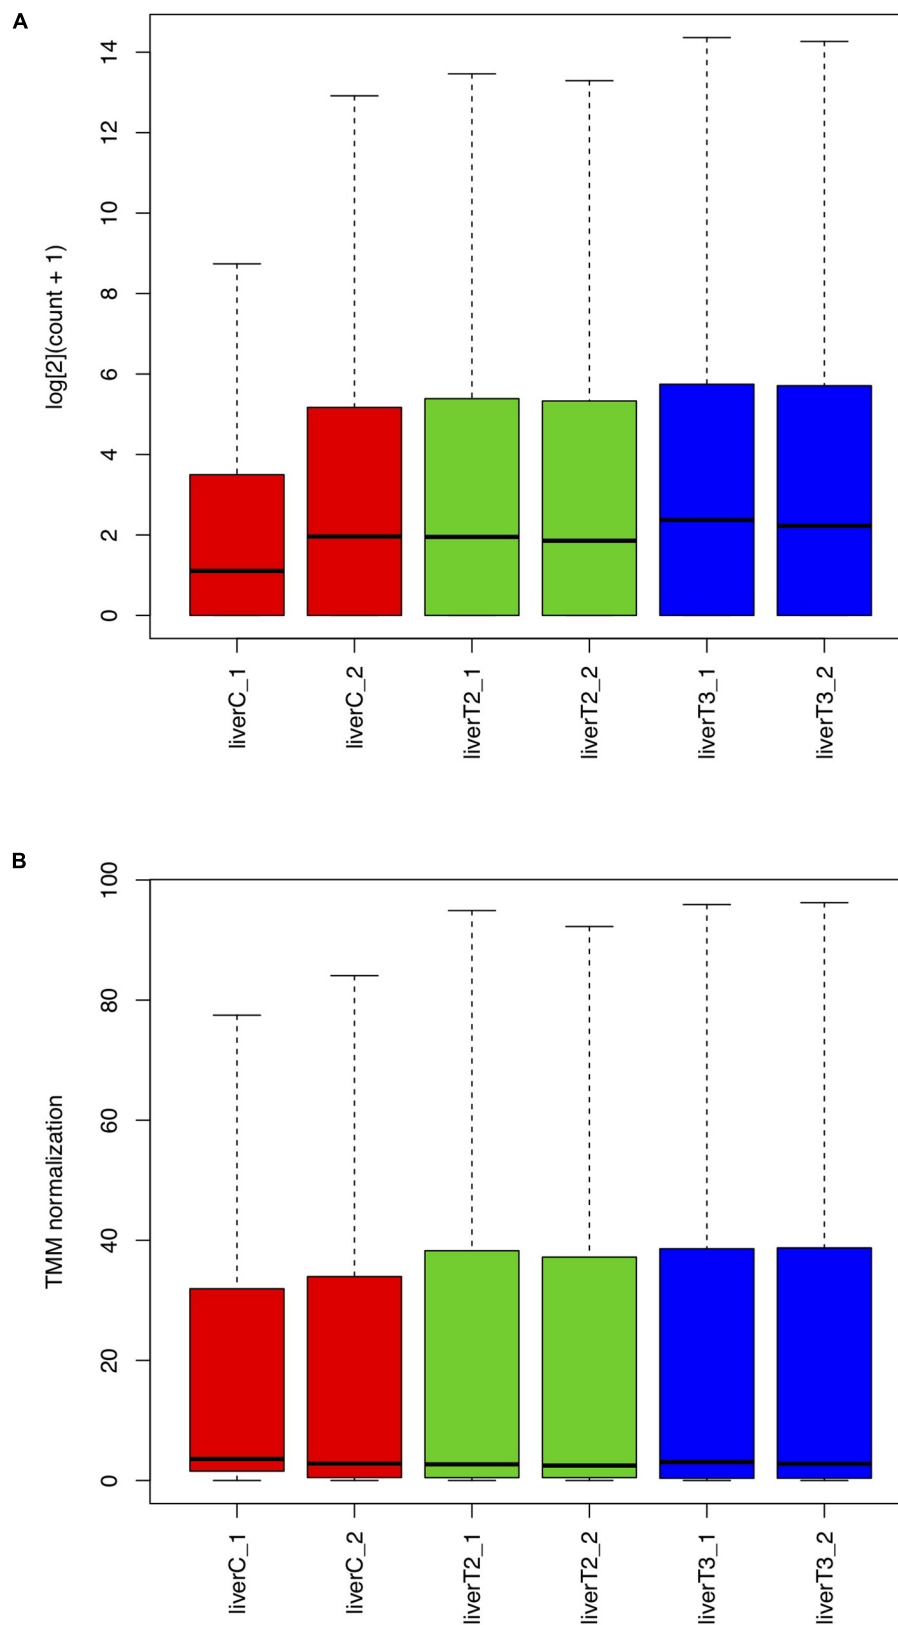 A
log[2](count + 1)
14
12
10
8
6
4
2
0
liverC_1
liverC_2
liverT2_1
liverT2_2
liverT3_1
liverT3_2
B
TMM normalization
100
80
60
40
20
0
liverC_1
liverC_2
liverT2_1
liverT2_2
liverT3_1
liverT3_2